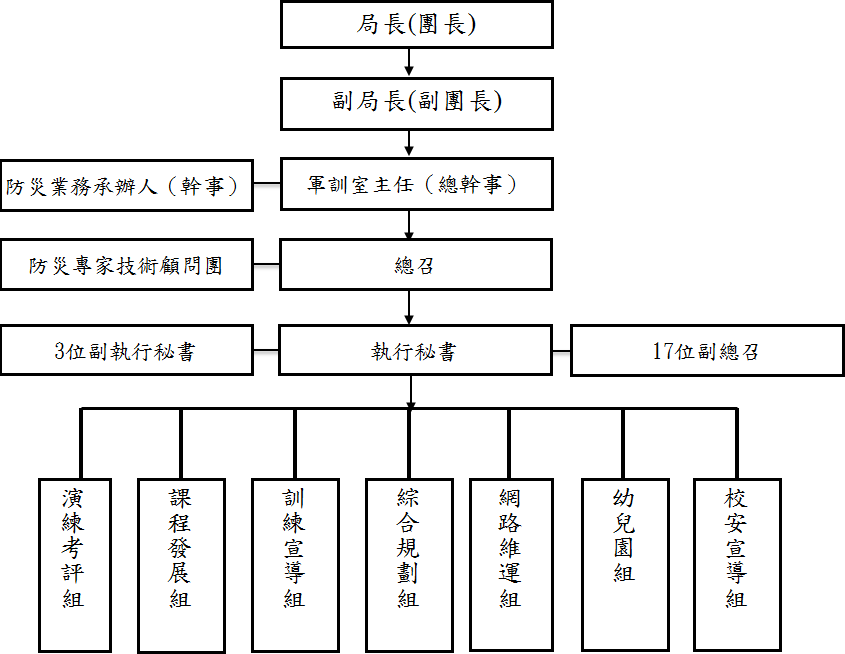 局長(團長)
副局長(副團長)
防災業務承辦人（幹事）
軍訓室主任（總幹事）
防災專家技術顧問團
總召
3位副執行秘書
執行秘書
17位副總召
演練考評組
課程發展組
訓練宣導組
綜合規劃組
網路維運組
幼兒園組
校安宣導組